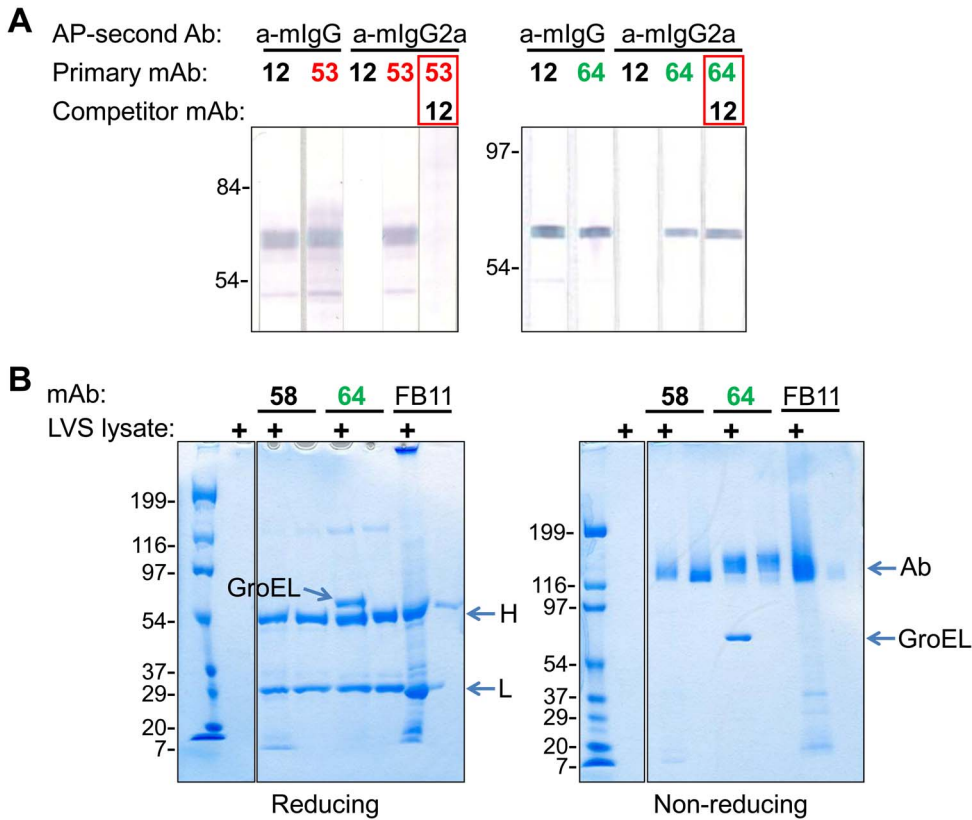 A
AP-second Ab: a-mIgG a-mIgG2a a-mIgG a-mIgG2a
Primary mAb: 12 53 12 53 53 12 64 12 64 64
Competitor mAb: 12 12
84-
54-
97-
54-
B
mAb: 58 64 FB11 58 64 FB11
LVS lysate: + + + + + + + +
199-
116-
97-
54-
37-
29-
20-
7-
GroEL
H
L
Reducing
199-
116-
97-
54-
37-
29-
20-
7-
Ab
GroEL
Non-reducing